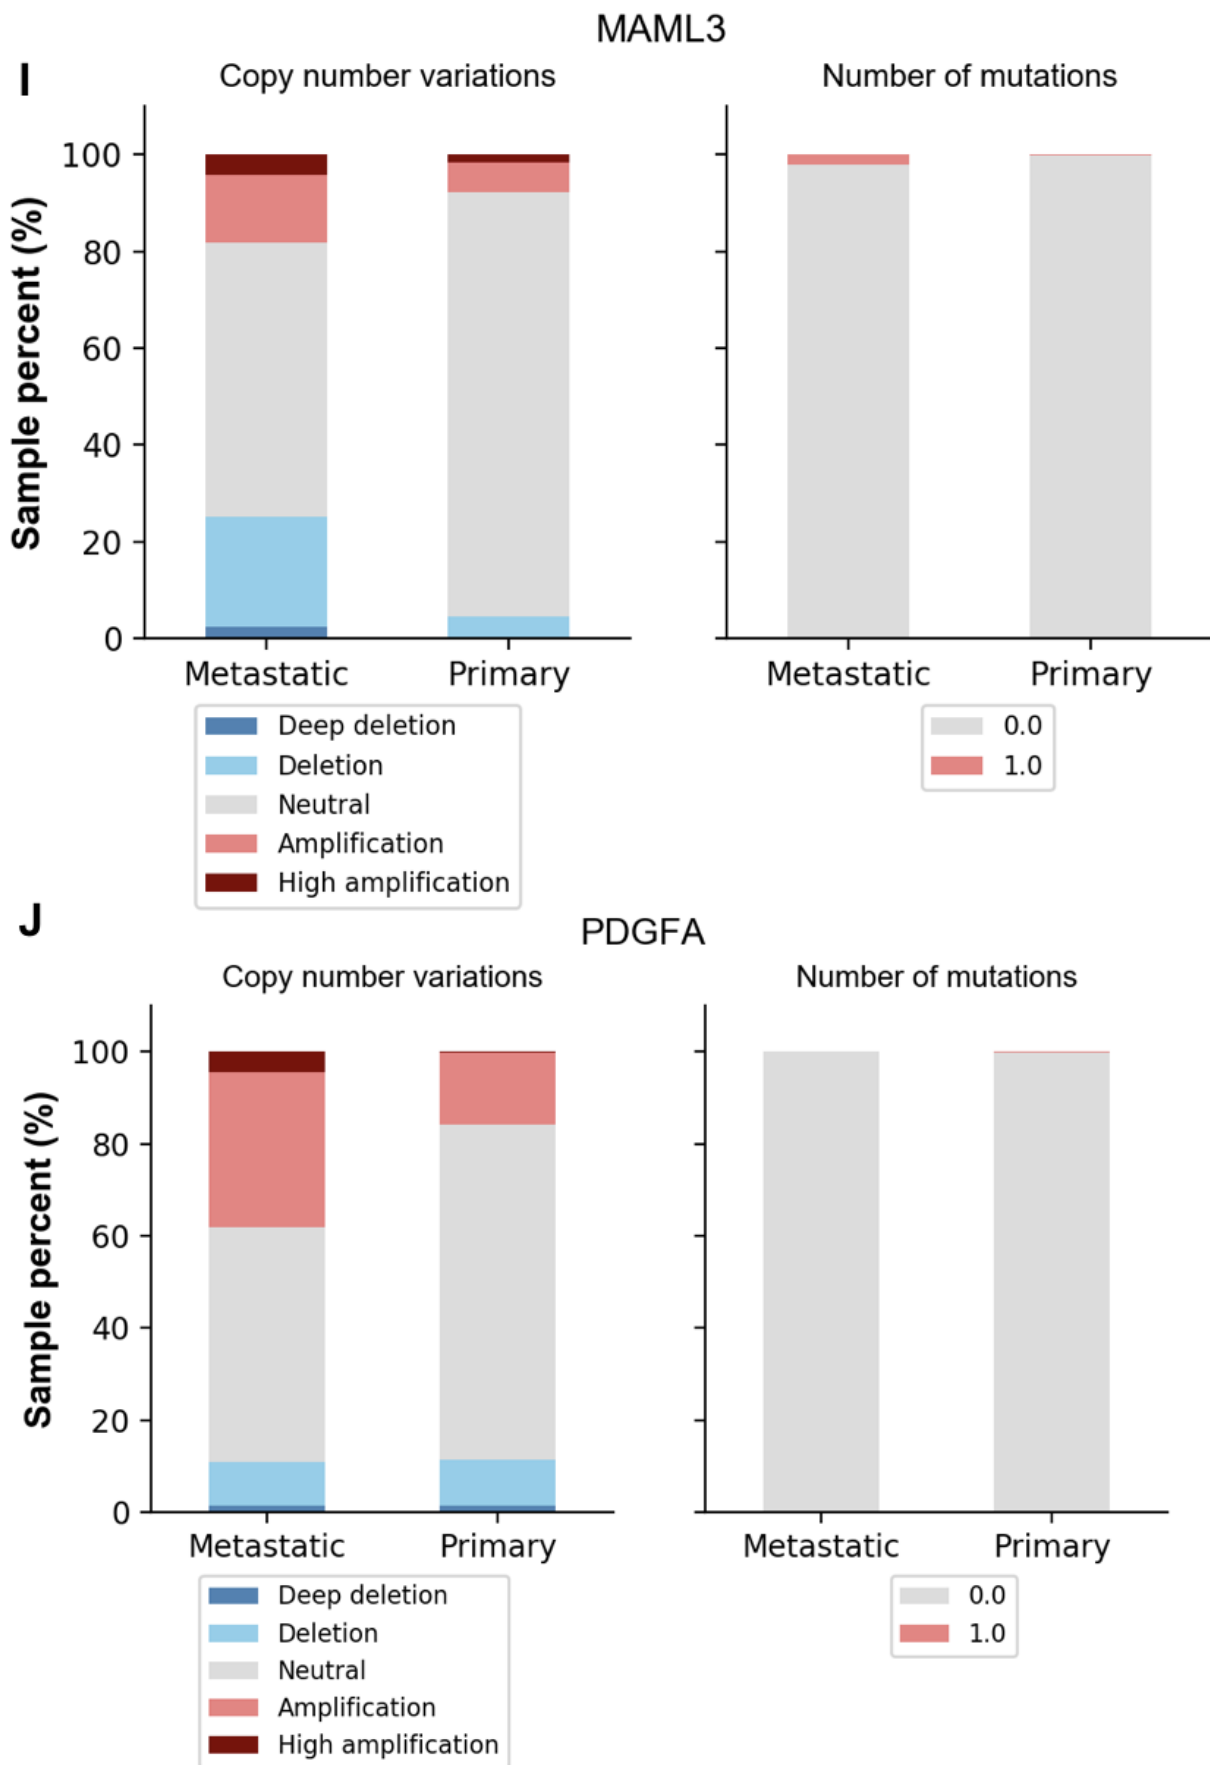 MAML3
I
Copy number variations
Number of mutations
Sample percent (%)
100
80
60
40
20
0
Metastatic
Primary
Metastatic
Primary
Deep deletion
Deletion
Neutral
Amplification
High amplification
0.0
1.0
J
PDGFA
Copy number variations
Number of mutations
Sample percent (%)
100
80
60
40
20
0
Metastatic
Primary
Metastatic
Primary
Deep deletion
Deletion
Neutral
Amplification
High amplification
0.0
1.0